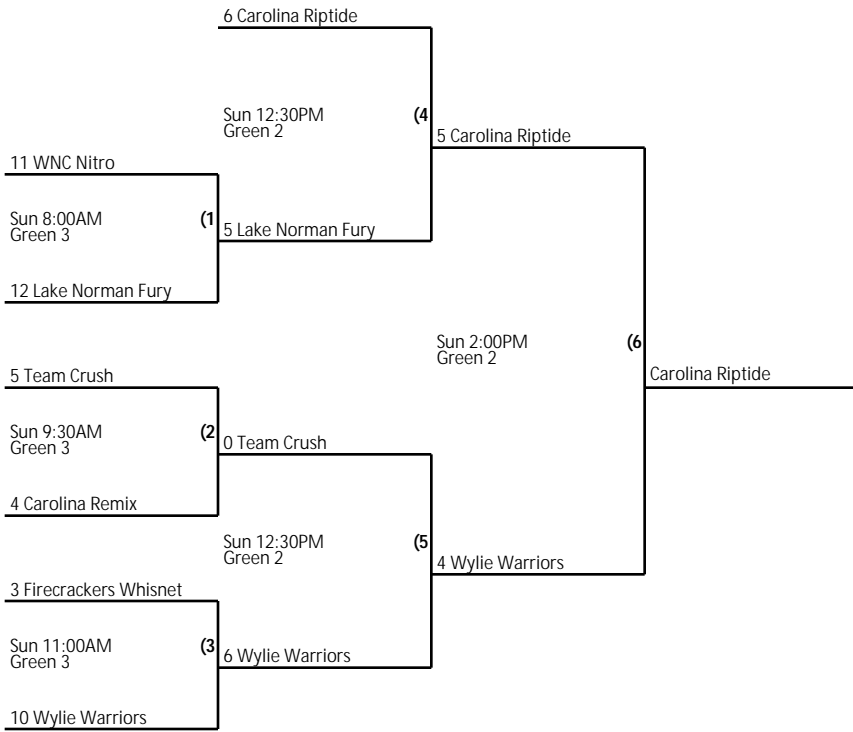 6 Carolina Riptide
Sun 12:30PM
Green 2
(4
5 Carolina Riptide
11 WNC Nitro
Sun 8:00AM
Green 3
(1
5 Lake Norman Fury
12 Lake Norman Fury
Sun 2:00PM
Green 2
(6
Carolina Riptide
5 Team Crush
Sun 9:30AM
Green 3
(2
0 Team Crush
4 Carolina Remix
Sun 12:30PM
Green 2
(5
4 Wylie Warriors
3 Firecrackers Whisnet
Sun 11:00AM
Green 3
(3
6 Wylie Warriors
10 Wylie Warriors